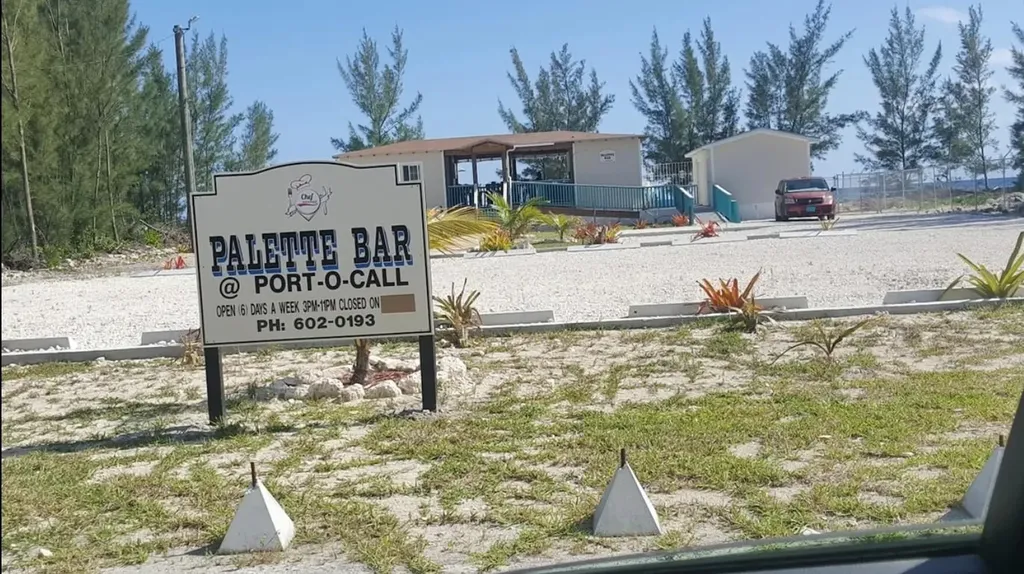 Chef
PALETTE BAR
@ PORT-O-CALL
OPEN (6) DAYS A WEEK 3PM-11PM CLOSED ON
PH: 602-0193